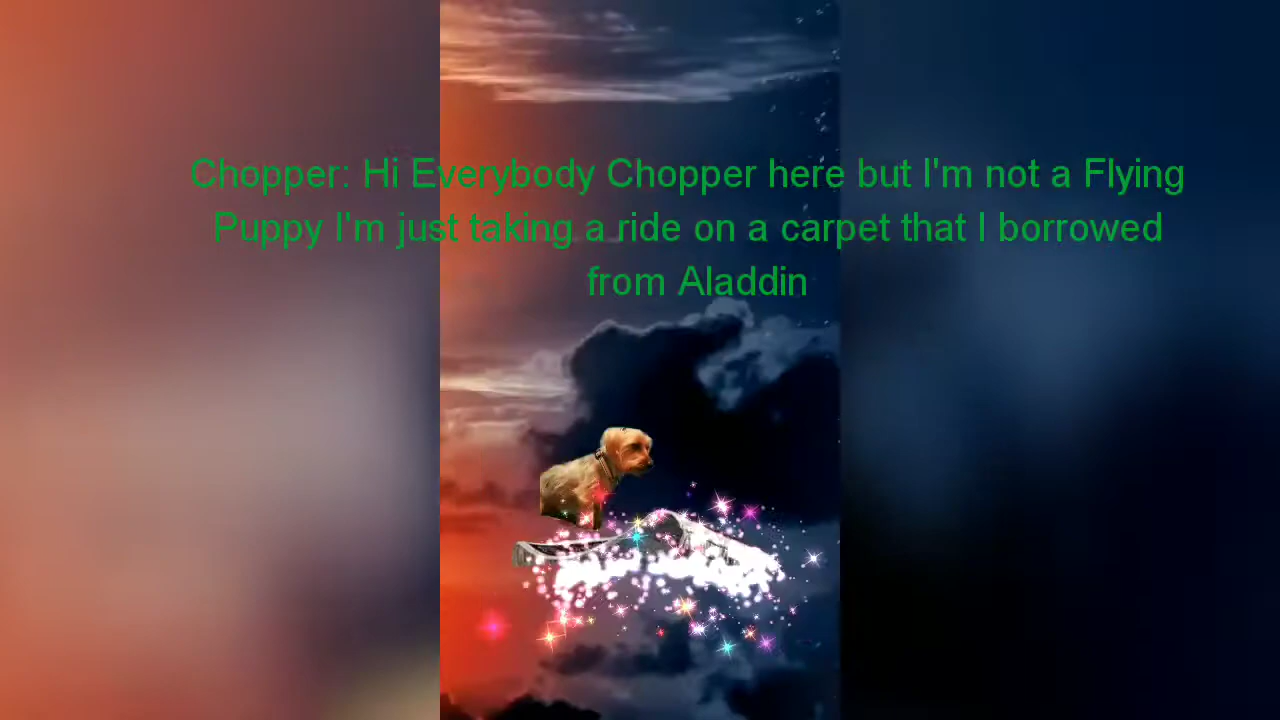 Chopper: Hi Everybody Chopper here but I'm not a Flying
Puppy I'm just taking a ride on a carpet that I borrowed
from Aladdin